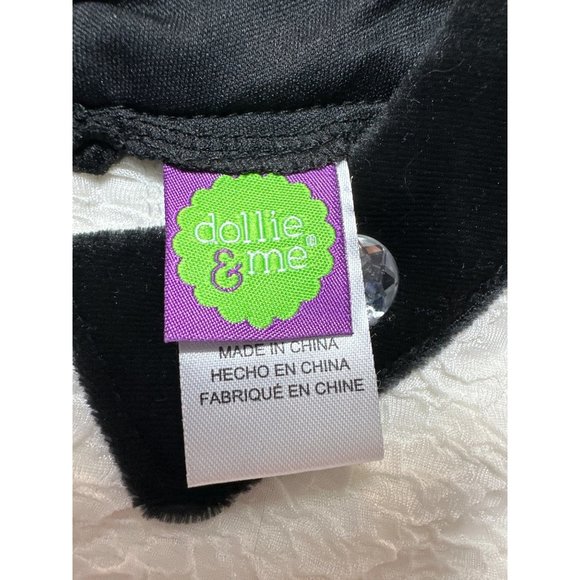 dollie
& me®
MADE IN CHINA
HECHO EN CHINA
FABRIQUÉ EN CHINE